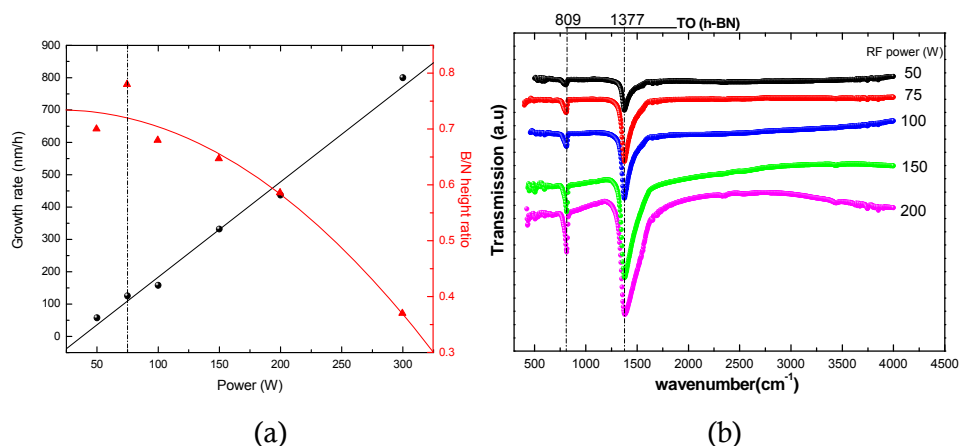 900
800
700
600
500
400
300
200
100
0
Growth rate (nm/h)
50 100 150 200 250 300
Power (W)
0.8
0.7
0.6
0.5
0.4
0.3
B/N height ratio
(a)
809 1377 TO (h-BN)
RF power (W)
50
75
100
150
200
Transmission (a.u)
500 1000 1500 2000 2500 3000 3500 4000 4500
wavenumber(cm-1)
(b)